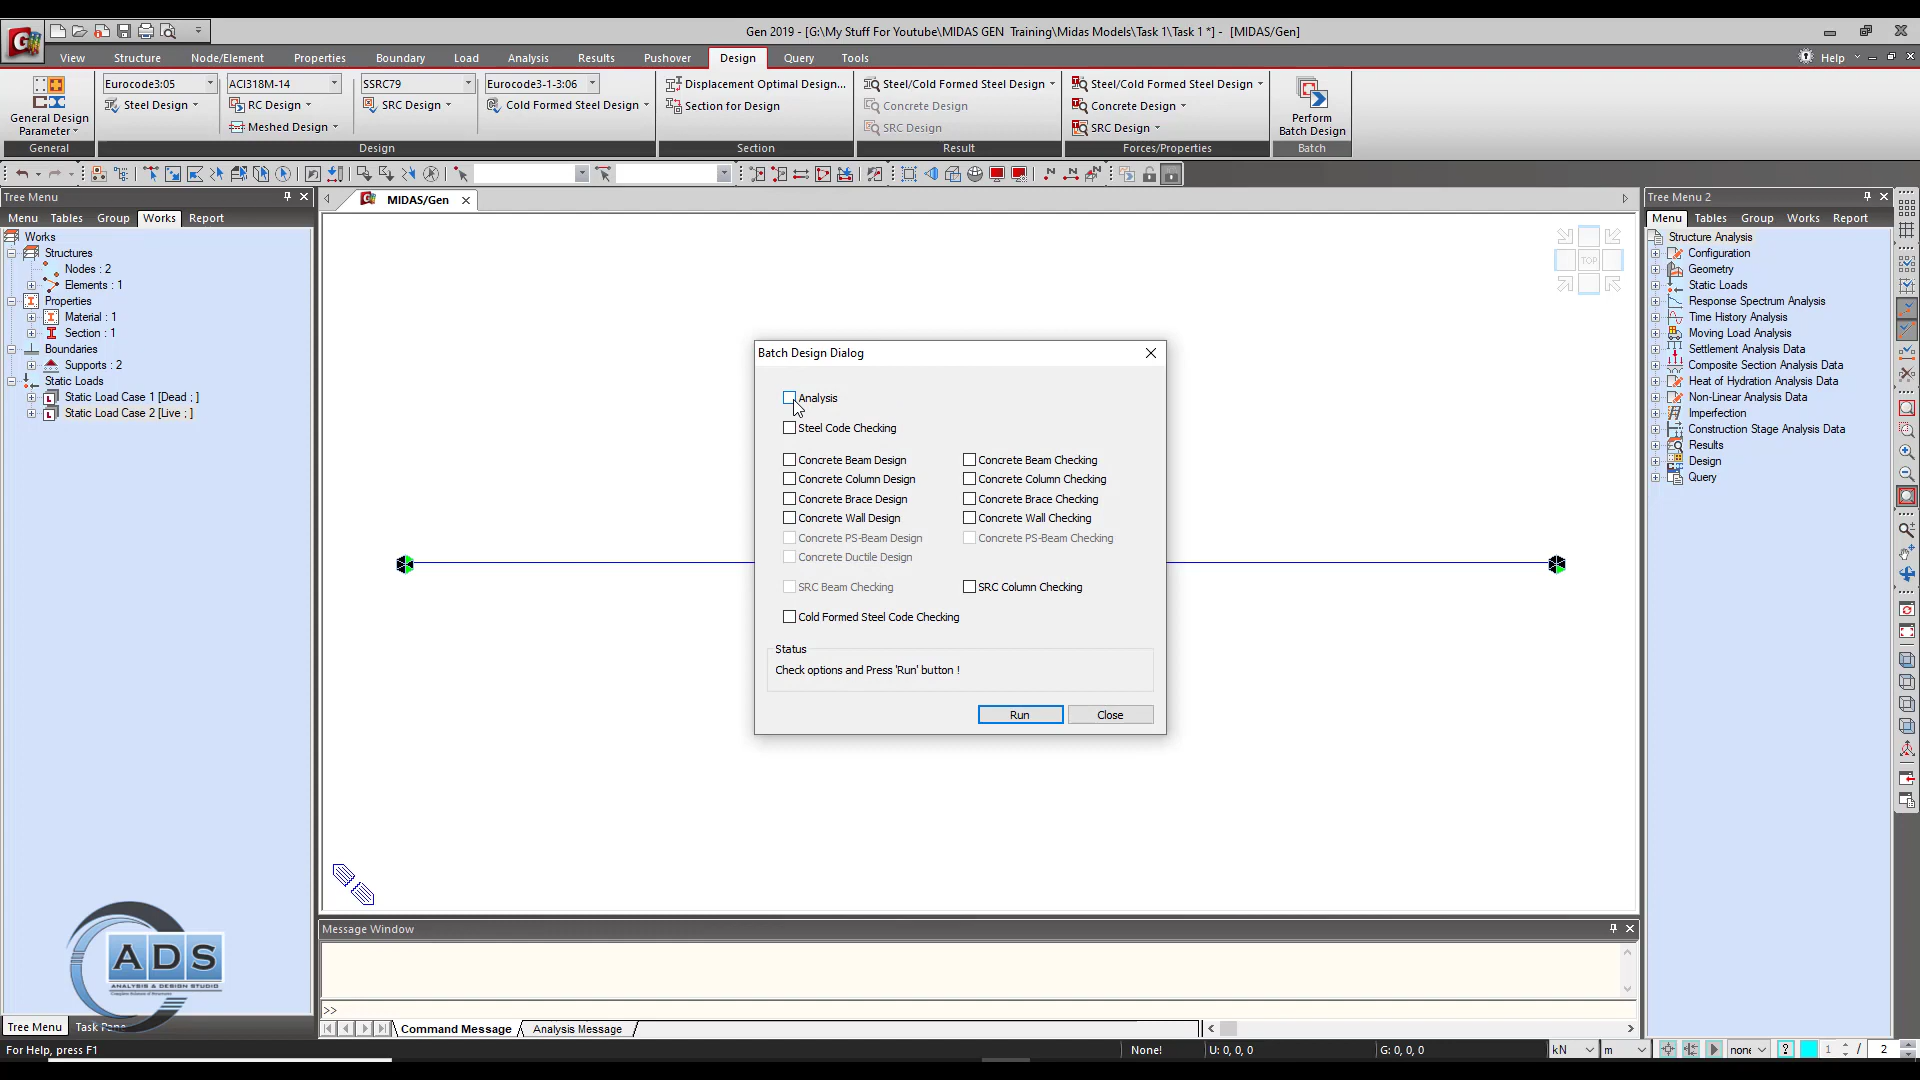 Gen 2019 - [G:\My Stuff For Youtube\MIDAS GEN  Training\Midas Models\Task 1\Task 1 *] - [MIDAS/Gen]
View Structure Node/Element Properties Boundary Load Analysis Results Pushover Design Query Tools Help
General Design Parameter
General
Eurocode3:05 ACI318M-14 SSRC79 Eurocode3-1-3:06
Steel Design RC Design SRC Design Cold Formed Steel Design
Meshed Design
Design
Displacement Optimal Design...
Section for Design
Section
Steel/Cold Formed Steel Design
Concrete Design
SRC Design
Result
Steel/Cold Formed Steel Design
Concrete Design
SRC Design
Forces/Properties
Perform
Batch Design
Batch
Tree Menu
Menu Tables Group Works Report
Works
Structures
Nodes : 2
Elements : 1
Properties
Material : 1
Section : 1
Boundaries
Supports : 2
Static Loads
Static Load Case 1 [Dead ; ]
Static Load Case 2 [Live ; ]
MIDAS/Gen
TOP
Batch Design Dialog
Analysis
Steel Code Checking
Concrete Beam Design Concrete Beam Checking
Concrete Column Design Concrete Column Checking
Concrete Brace Design Concrete Brace Checking
Concrete Wall Design Concrete Wall Checking
Concrete PS-Beam Design Concrete PS-Beam Checking
Concrete Ductile Design
SRC Beam Checking SRC Column Checking
Cold Formed Steel Code Checking
Status
Check options and Press 'Run' button !
Run Close
Tree Menu 2
Menu Tables Group Works Report
Structure Analysis
Configuration
Geometry
Static Loads
Response Spectrum Analysis
Time History Analysis
Moving Load Analysis
Settlement Analysis Data
Composite Section Analysis Data
Heat of Hydration Analysis Data
Non-Linear Analysis Data
Imperfection
Construction Stage Analysis Data
Results
Design
Query
Message Window
>>
Command Message Analysis Message
ADS
ANALYSIS & DESIGN STUDIO
Tree Menu Task Pane
For Help, press F1
None! U: 0, 0, 0 G: 0, 0, 0 kN m none ? 1 / 2